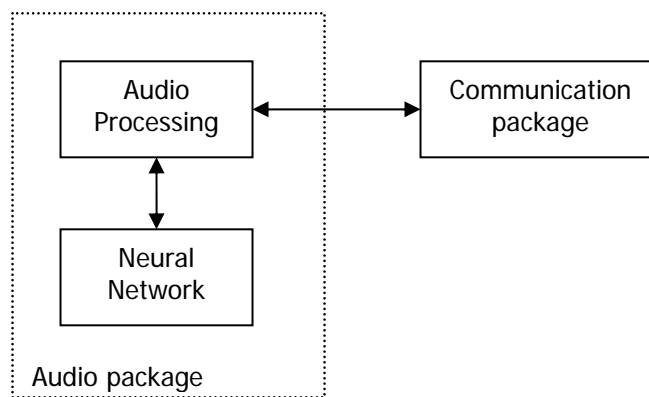 Audio
Processing
Communication
package
Neural
Network
Audio package